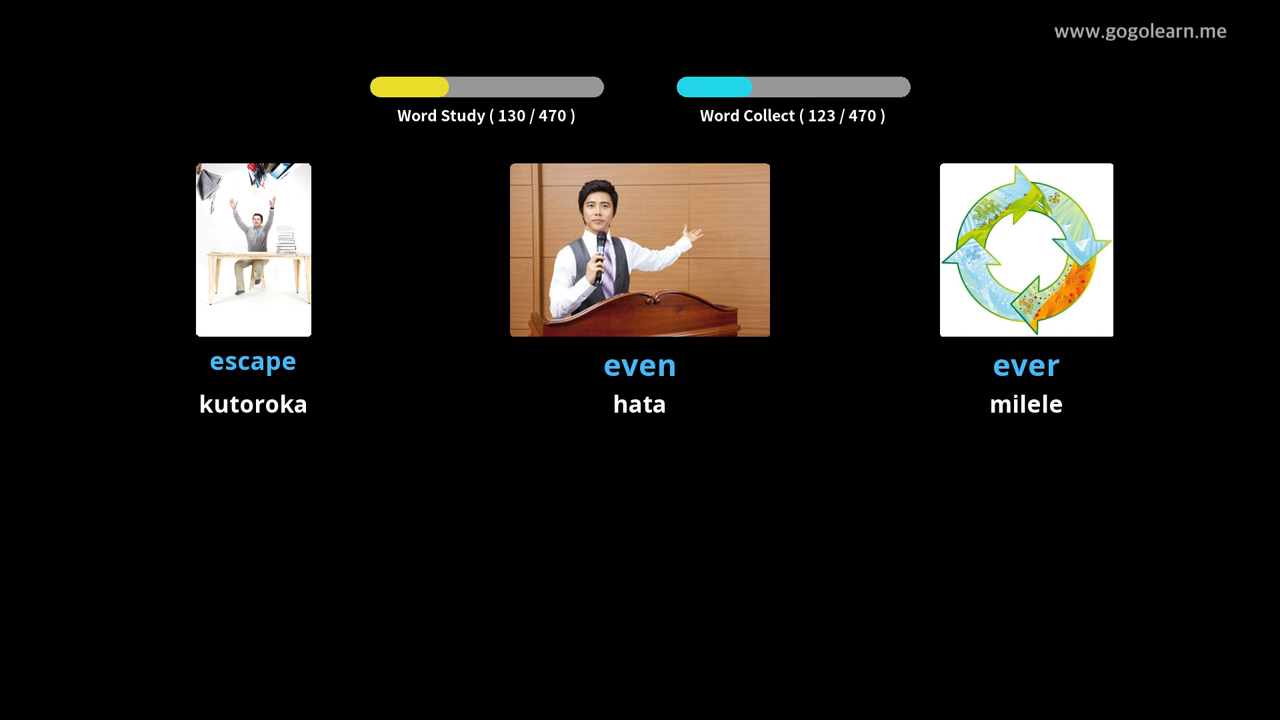 www.gogolearn.me
Word Study ( 130 / 470 )
Word Collect ( 123 / 470 )
escape
even
ever
kutoroka
hata
milele